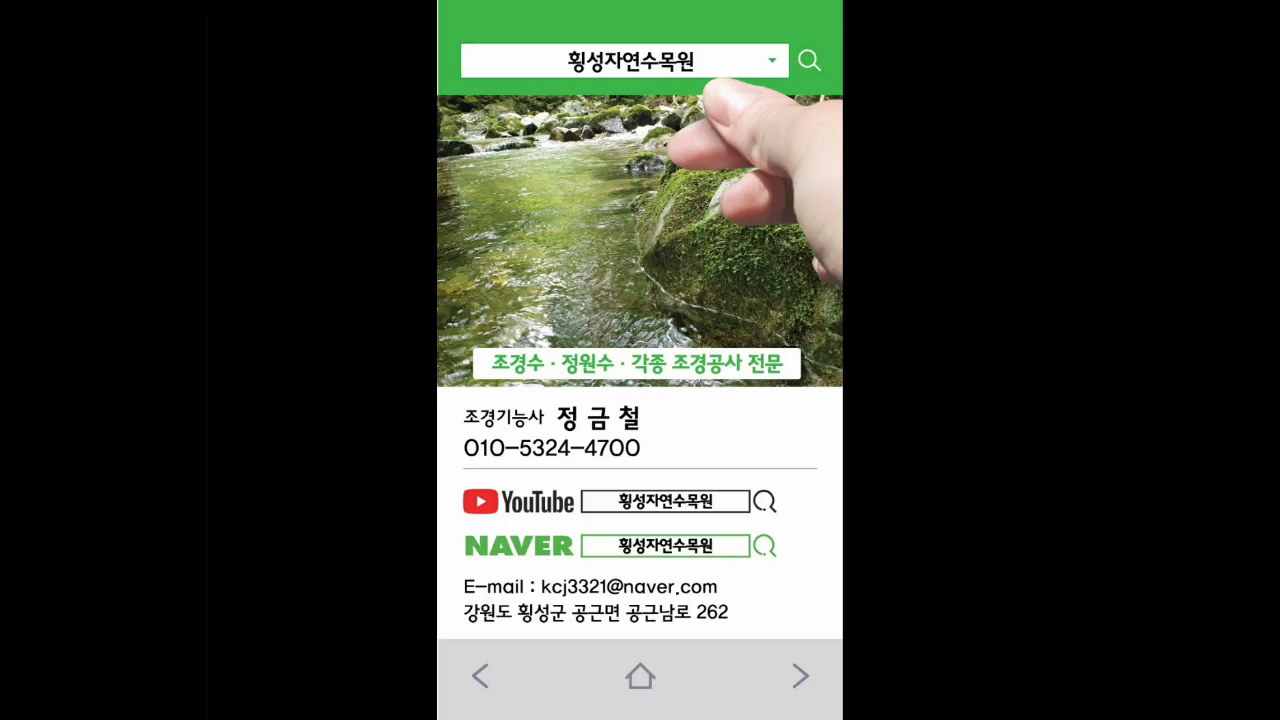 횡성자연수목원
조경수 · 정원수 · 각종 조경공사 전문
조경기능사 정금철
010-5324-4700
YouTube 횡성자연수목원
NAVER 횡성자연수목원
E-mail : kcj3321@naver.com
강원도 횡성군 공근면 공근남로 262